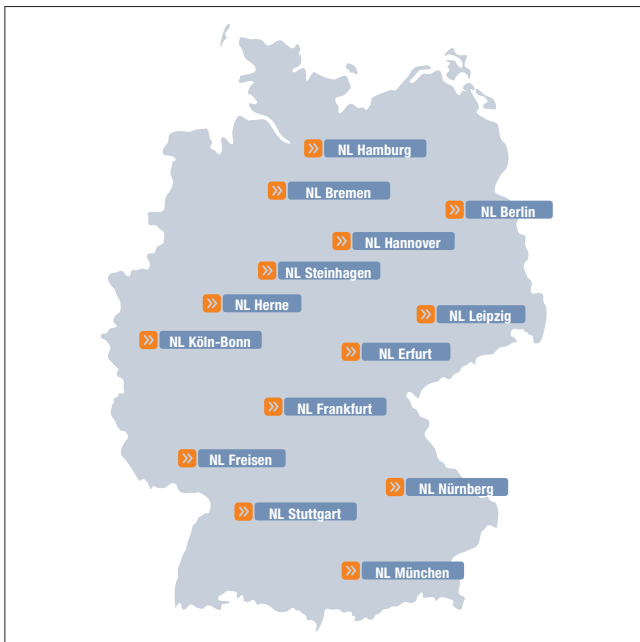 NL Hamburg
NL Bremen
NL Berlin
NL Hannover
NL Steinhagen
NL Herne
NL Leipzig
NL Köln-Bonn
NL Erfurt
NL Frankfurt
NL Freisen
NL Nürnberg
NL Stuttgart
NL München